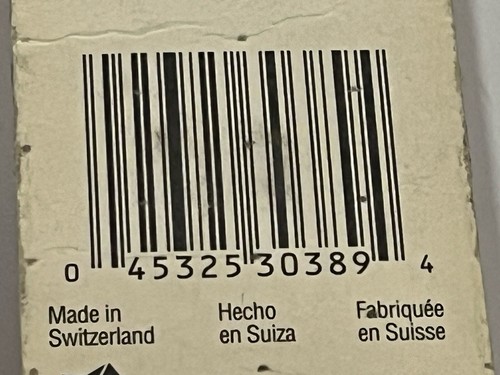 0 45325 30389 4
Made in Hecho Fabriquée
Switzerland en Suiza en Suisse